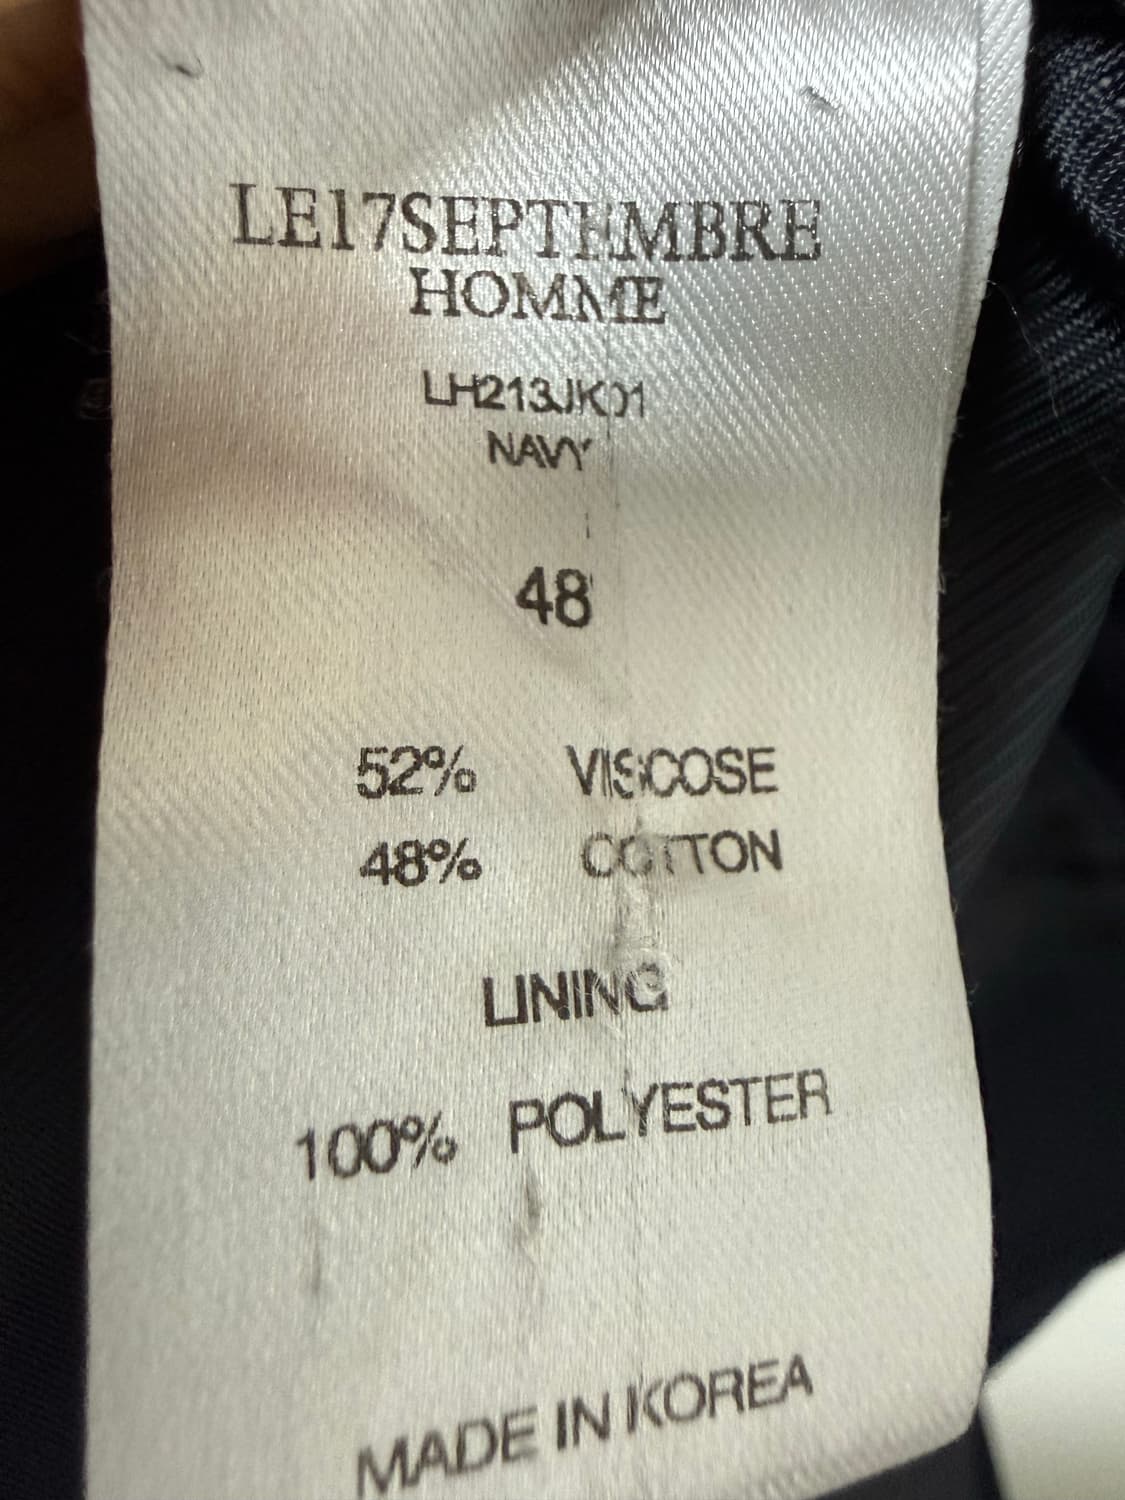 LE17SEPTEMBRE
HOMME
LH213JK01
NAVY
48
52% VISCOSE
48% COTTON
LINING
100% POLYESTER
MADE IN KOREA